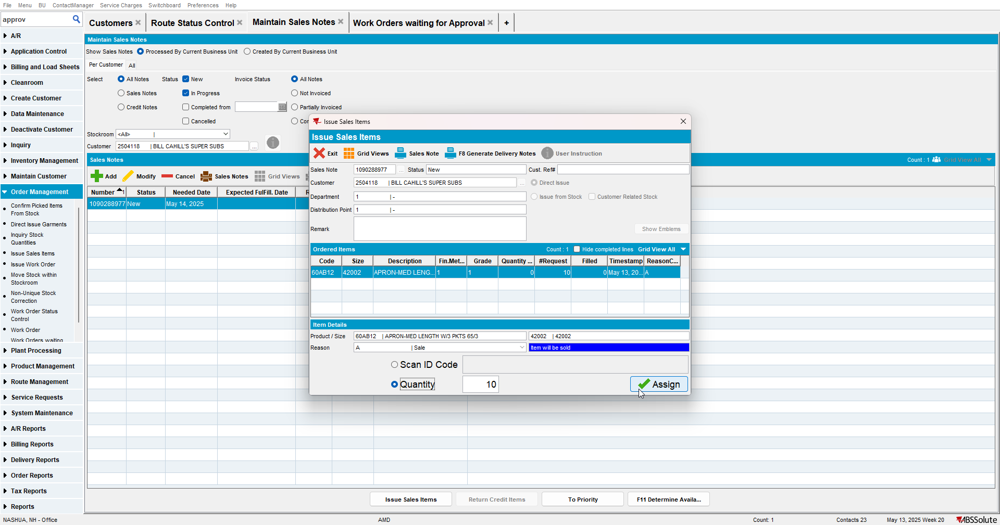 File Menu BU ContactManager Service Charges Switchboard Preferences Help
approv
Customers Route Status Control Maintain Sales Notes Work Orders waiting for Approval +
A/R
Application Control
Billing and Load Sheets
Cleanroom
Create Customer
Data Maintenance
Deactivate Customer
Inquiry
Inventory Management
Maintain Customer
Order Management
Confirm Picked Items
From Stock
Direct Issue Garments
Inquiry Stock
Quantities
Issue Sales Items
Issue Work Order
Move Stock within
Stockroom
Non-Unique Stock
Correction
Work Order Status
Control
Work Order
Work Orders waiting
Plant Processing
Product Management
Route Management
Service Requests
System Maintenance
A/R Reports
Billing Reports
Delivery Reports
Order Reports
Tax Reports
Reports
Maintain Sales Notes
Show Sales Notes Processed By Current Business Unit Created By Current Business Unit
Per Customer All
Select All Notes Status New Invoice Status All Notes
Sales Notes In Progress Not Invoiced
Credit Notes Completed from 16 Partially Invoiced
Cancelled Con
Stockroom <All> |
Customer 2504118 | BILL CAHILL'S SUPER SUBS ...
Sales Notes Count : 1 Grid View All
Add Modify Cancel Sales Notes Grid Views
Number 1 Status Needed Date Expected FulFill. Date R
1090288977 New May 14, 2025
Issue Sales Items
Issue Sales Items
Exit Grid Views Sales Note F8 Generate Delivery Notes User Instruction
Sales Note 1090288977 ... Status New Cust. Ref#
Customer 2504118 | BILL CAHILL'S SUPER SUBS ... Direct Issue
Department 1 | - Issue from Stock Customer Related Stock
Distribution Point 1 | -
Remark Show Emblems
Ordered Items Count : 1 Hide completed lines Grid View All
Code Size Description Fin.Met... Grade Quantity ... #Request Filled Timestamp ReasonC...
60AB12 42002 APRON-MED LENG... 1 1 0 10 0 May 13, 20... A
Item Details
Product / Size 60AB12 | APRON-MED LENGTH W/3 PKTS 65/3 42002 | 42002
Reason A | Sale Item will be sold
Scan ID Code
Quantity 10 Assign
Issue Sales Items Return Credit Items To Priority F11 Determine Availa...
NASHUA, NH - Office AMD Count: 1 Contacts 23 May 13, 2025 Week 20 ABSSolute